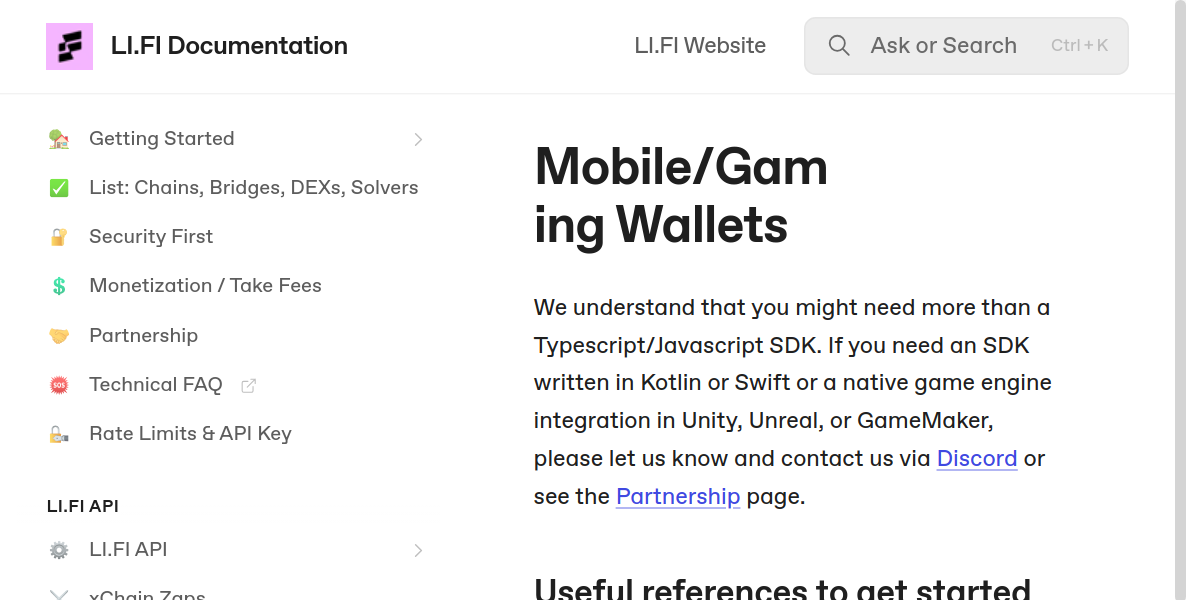 LI.FI Documentation
LI.FI Website
Ask or Search
Ctrl + K
Getting Started
List: Chains, Bridges, DEXs, Solvers
Security First
Monetization / Take Fees
Partnership
Technical FAQ
Rate Limits & API Key
LI.FI API
LI.FI API
xChain Zaps
Mobile/Gam
ing Wallets
We understand that you might need more than a
Typescript/Javascript SDK. If you need an SDK
written in Kotlin or Swift or a native game engine
integration in Unity, Unreal, or GameMaker,
please let us know and contact us via Discord or
see the Partnership page.
Useful references to get started